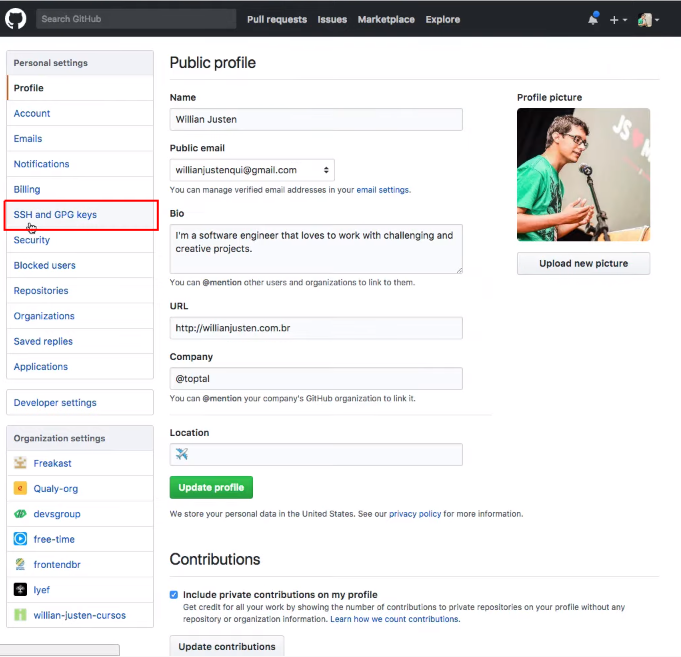 Search GitHub
Pull requests Issues Marketplace Explore
Personal settings
Profile
Account
Emails
Notifications
Billing
SSH and GPG keys
Security
Blocked users
Repositories
Organizations
Saved replies
Applications
Developer settings
Organization settings
Freakast
Qualy-org
devsgroup
free-time
frontendbr
lyef
willian-justen-cursos
Public profile
Name
Willian Justen
Public email
willianjustenqui@gmail.com
You can manage verified email addresses in your email settings.
Bio
I'm a software engineer that loves to work with challenging and
creative projects.
You can @mention other users and organizations to link to them.
URL
http://willianjusten.com.br
Company
@toptal
You can @mention your company's GitHub organization to link it.
Location
Update profile
We store your personal data in the United States. See our privacy policy for more information.
Contributions
Include private contributions on my profile
Get credit for all your work by showing the number of contributions to private repositories on your profile without any
repository or organization information. Learn how we count contributions.
Update contributions
Profile picture
JS
Upload new picture